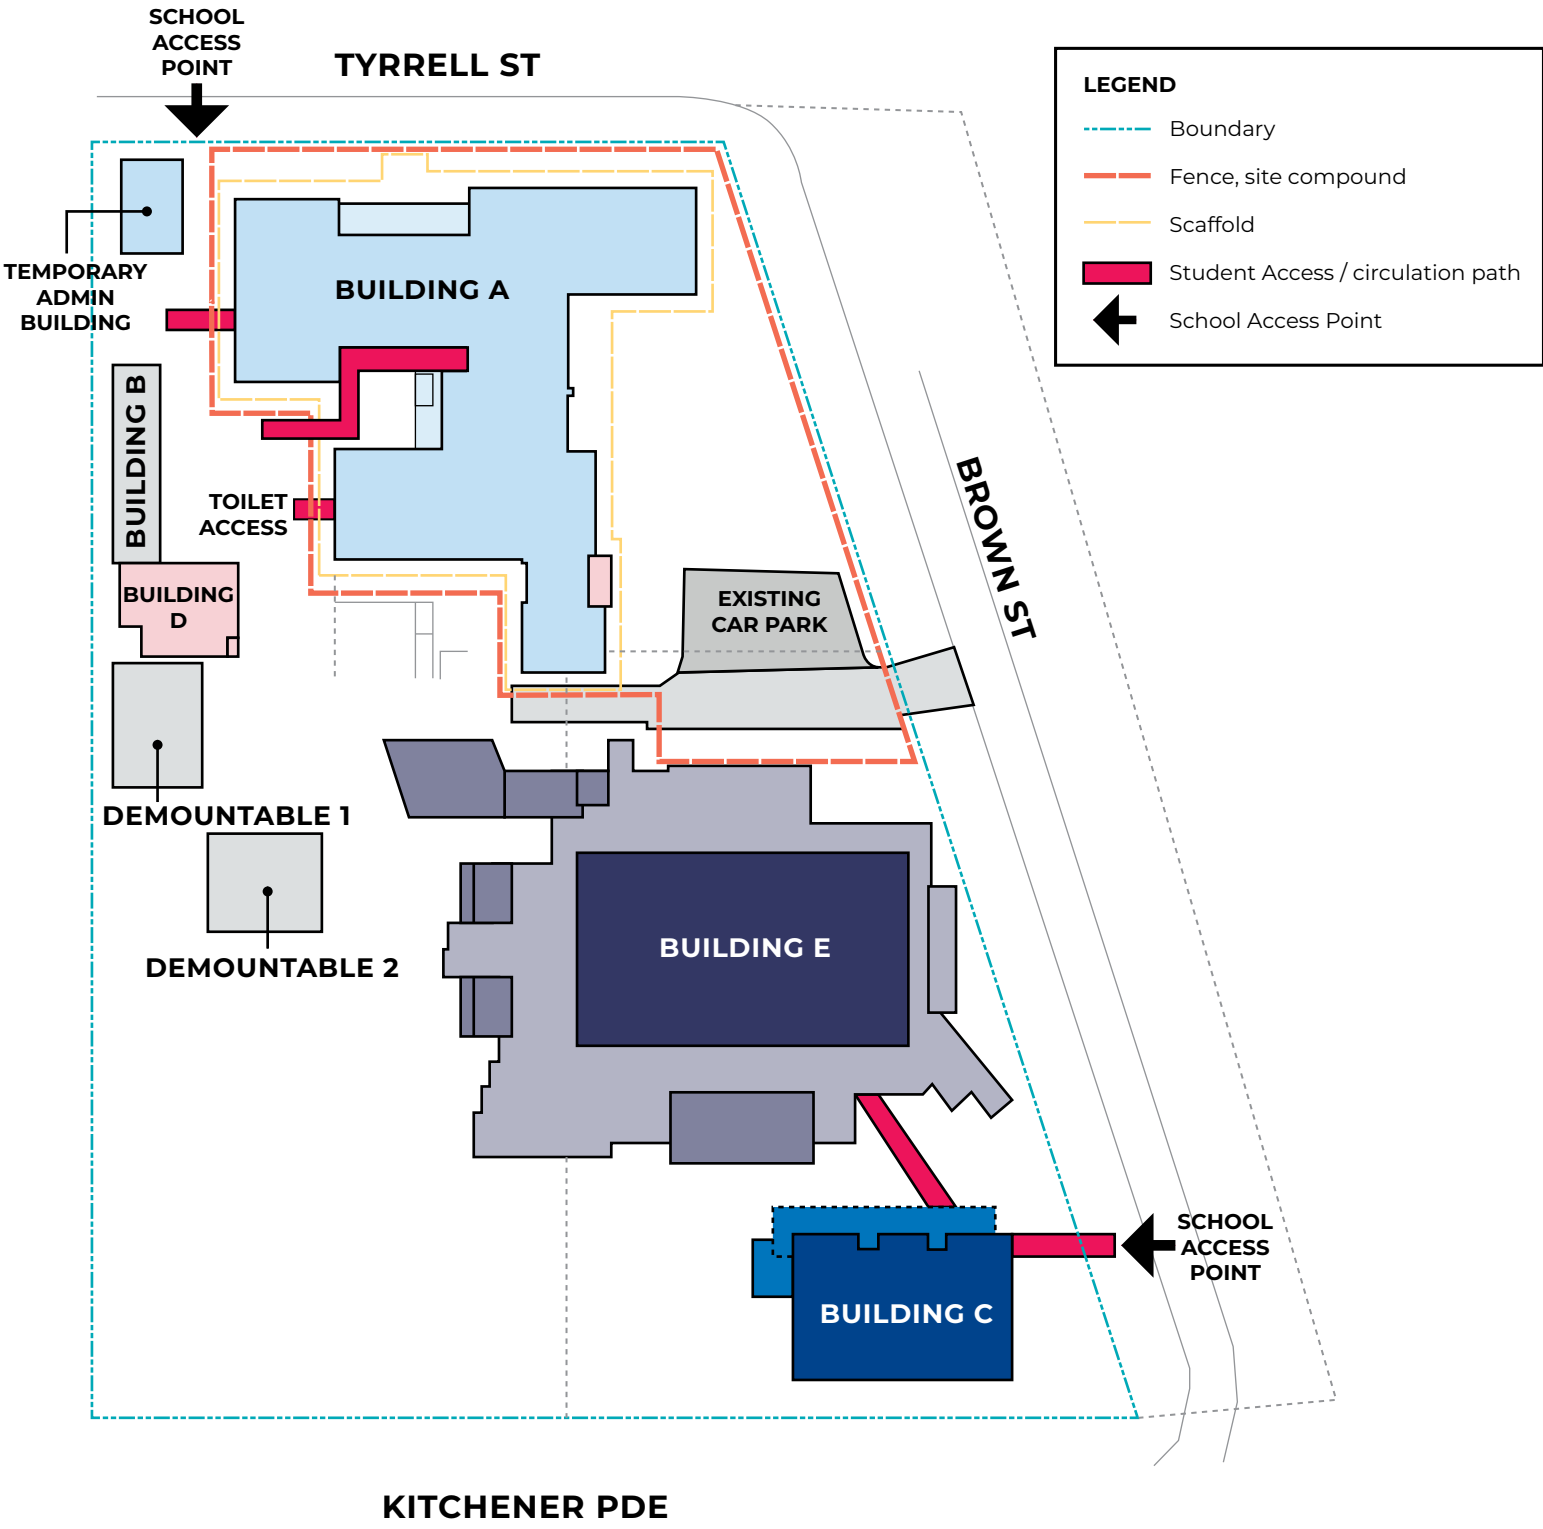 SCHOOL
ACCESS
POINT
TYRRELL ST
LEGEND
Boundary
Fence, site compound
Scaffold
Student Access / circulation path
School Access Point
TEMPORARY
ADMIN
BUILDING
BUILDING A
BUILDING B
TOILET
ACCESS
BUILDING
D
EXISTING
CAR PARK
BROWN ST
DEMOUNTABLE 1
DEMOUNTABLE 2
BUILDING E
SCHOOL
ACCESS
POINT
BUILDING C
KITCHENER PDE